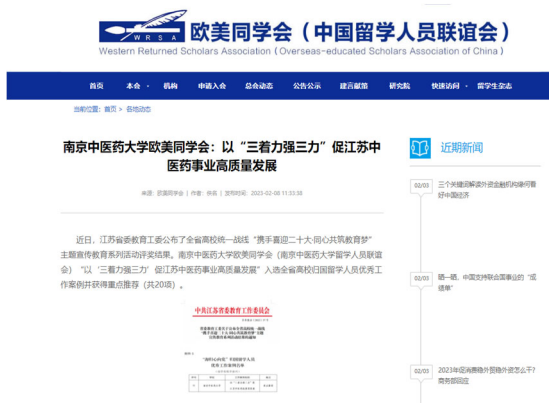 WRSA
欧美同学会（中国留学人员联谊会）
Western Returned Scholars Association (Overseas-educated Scholars Association of China)
首页 本会 机构 申请入会 总会动态 公告公示 建言献策 研究院 快速访问 留学生杂志
当前位置：首页 > 各地动态
南京中医药大学欧美同学会：以“三着力强三力”促江苏中
医药事业高质量发展
来源：欧美同学会 | 作者：佚名 | 发布时间：2023-02-08 11:53:38
近日，江苏省委教育工委公布了全省高校统一战线“携手喜迎二十大·同心共筑教育梦”
主题宣传教育系列活动评奖结果。南京中医药大学欧美同学会（南京中医药大学留学人员联谊
会）“以‘三着力强三力’促江苏中医药事业高质量发展”入选全省高校归国留学人员优秀工
作案例并获得重点推荐（共20项）。
中共江苏省委教育工作委员会
近期新闻
02/03 三个关键词解读外资金融机构缘何看
好中国经济
02/03 晒一晒，中国支持联合国事业的“成
绩单”
02/03 2023年促消费稳外贸稳外资怎么干？
商务部回应